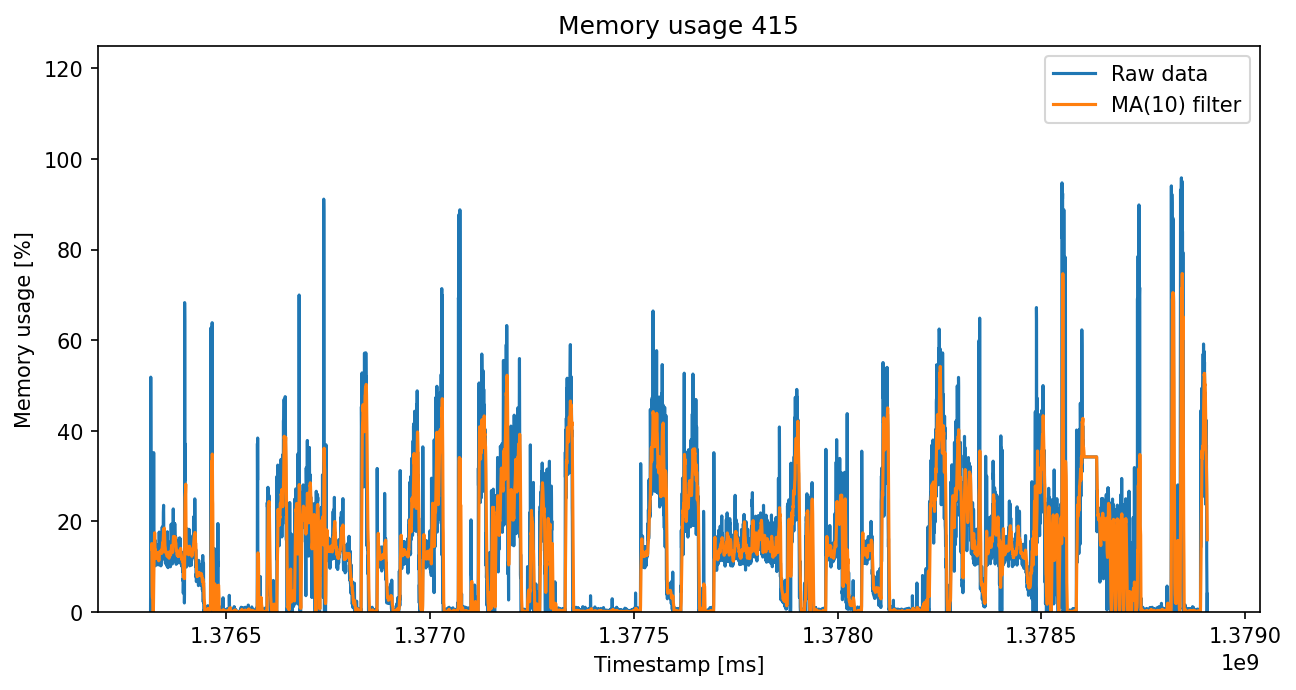 Memory usage 415
Raw data
MA(10) filter
Memory usage [%]
120
100
80
60
40
20
0
1.3765 1.3770 1.3775 1.3780 1.3785 1.3790
1e9
Timestamp [ms]